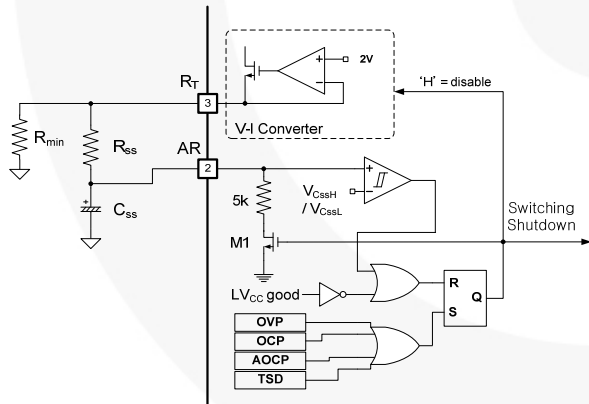 2V
'H' = disable
R_T
3
V-I Converter
R_min
R_ss
AR
2
+
−
+
−
+
5k
V_CssH
/ V_CssL
C_ss
M1
Switching
Shutdown
LV_CC good
R
Q
S
OVP
OCP
AOCP
TSD